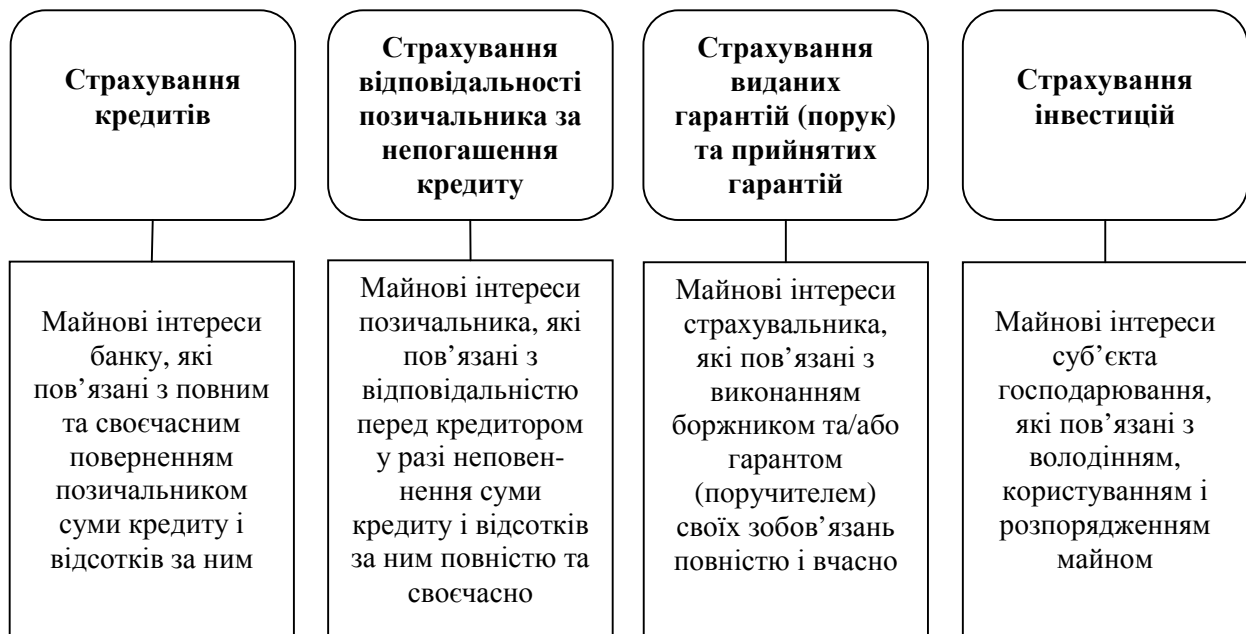 Страхування
кредитів
Страхування
відповідальності
позичальника за
непогашення
кредиту
Страхування
виданих
гарантій (порук)
та прийнятих
гарантій
Страхування
інвестицій
Майнові інтереси
банку, які
пов’язані з повним
та своєчасним
поверненням
позичальником
суми кредиту і
відсотків за ним
Майнові інтереси
позичальника, які
пов’язані з
відповідальністю
перед кредитором
у разі неповен-
нення суми
кредиту і відсотків
за ним повністю та
своєчасно
Майнові інтереси
страхувальника,
які пов’язані з
виконанням
боржником та/або
гарантом
(поручителем)
своїх зобов’язань
повністю і вчасно
Майнові інтереси
суб’єкта
господарювання,
які пов’язані з
володінням,
користуванням і
розпорядженням
майном